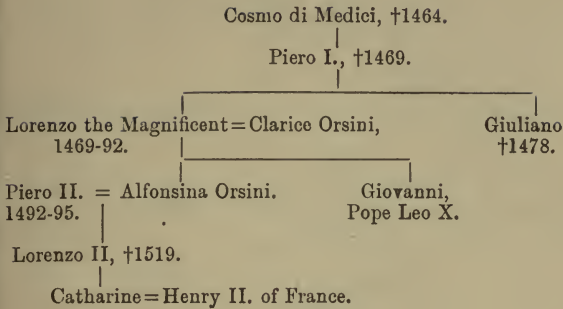 Cosmo di Medici, †1464.
Piero I., †1469.
Lorenzo the Magnificent=Clarice Orsini, Giuliano
1469-92. †1478.
Piero II. = Alfonsina Orsini. Giovanni,
1492-95. Pope Leo X.
Lorenzo II, †1519.
Catharine=Henry II. of France.